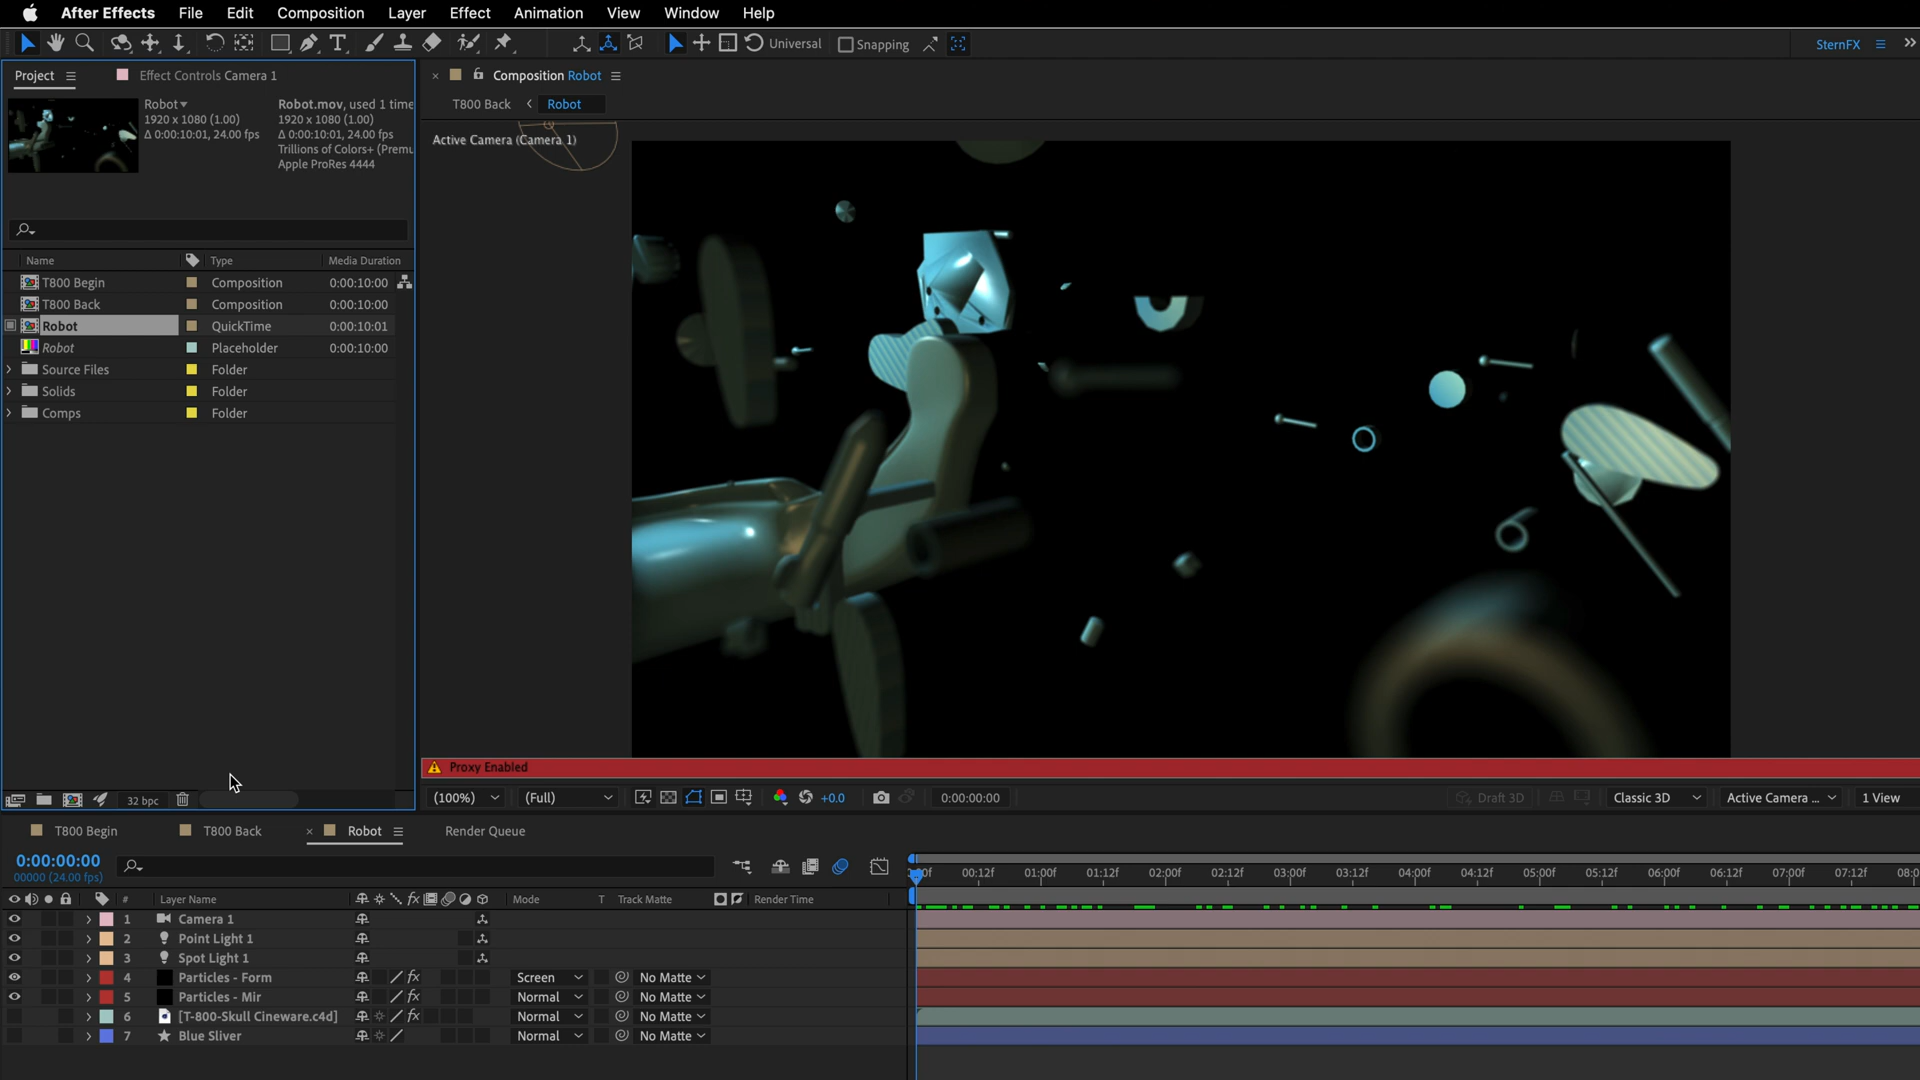 After Effects File Edit Composition Layer Effect Animation View Window Help
Universal Snapping SternFX
Project Effect Controls Camera 1
Robot
1920 x 1080 (1.00)
Δ 0:00:10:01, 24.00 fps
Robot.mov, used 1 time
1920 x 1080 (1.00)
Δ 0:00:10:01, 24.00 fps
Trillions of Colors+ (Premu
Apple ProRes 4444
Name Type Media Duration
T800 Begin Composition 0:00:10:00
T800 Back Composition 0:00:10:00
Robot QuickTime 0:00:10:01
Robot Placeholder 0:00:10:00
Source Files Folder
Solids Folder
Comps Folder
32 bpc
Composition Robot
T800 Back Robot
Active Camera (Camera 1)
Proxy Enabled
(100%) (Full) +0.0 0:00:00:00 Draft 3D Classic 3D Active Camera ... 1 View
T800 Begin T800 Back Robot Render Queue
0:00:00:00
00000 (24.00 fps)
00:12f 01:00f 01:12f 02:00f 02:12f 03:00f 03:12f 04:00f 04:12f 05:00f 05:12f 06:00f 06:12f 07:00f 07:12f 08:0
# Layer Name fx Mode T Track Matte Render Time
1 Camera 1
2 Point Light 1
3 Spot Light 1
4 Particles - Form fx Screen No Matte
5 Particles - Mir fx Normal No Matte
6 [T-800-Skull Cineware.c4d] fx Normal No Matte
7 Blue Sliver Normal No Matte